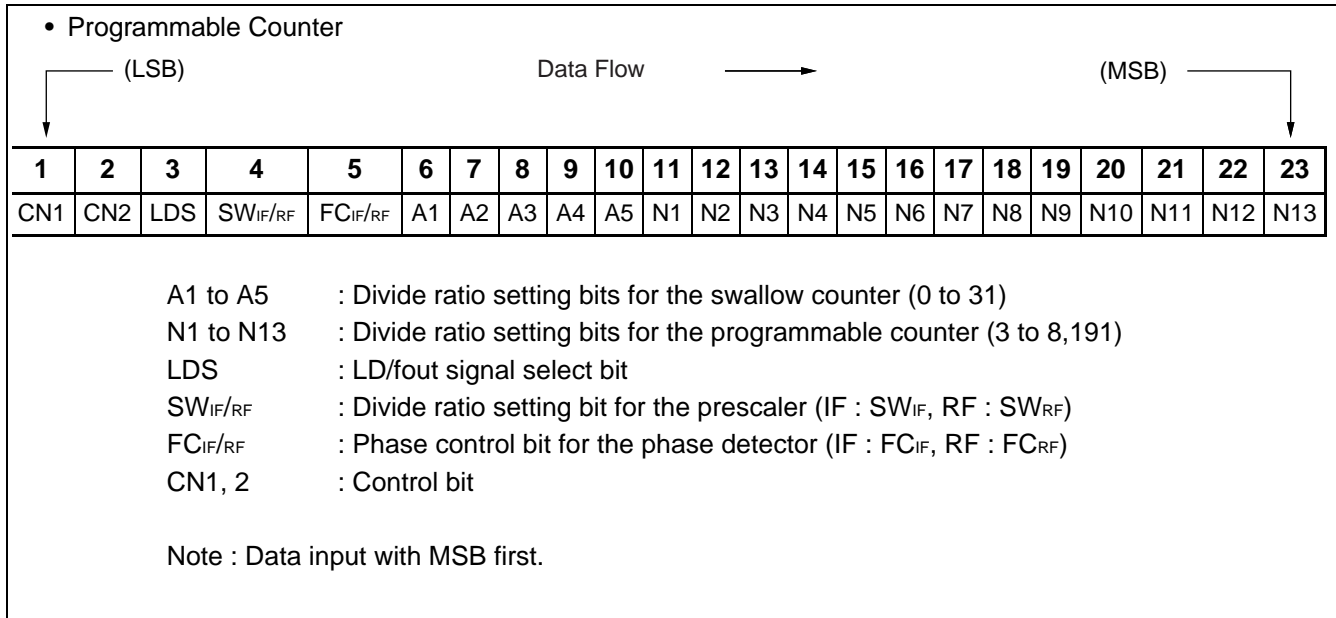 • Programmable Counter
(LSB) Data Flow (MSB)
1 2 3 4 5 6 7 8 9 10 11 12 13 14 15 16 17 18 19 20 21 22 23
CN1 CN2 LDS SWIF/RF FCIF/RF A1 A2 A3 A4 A5 N1 N2 N3 N4 N5 N6 N7 N8 N9 N10 N11 N12 N13
A1 to A5 : Divide ratio setting bits for the swallow counter (0 to 31)
N1 to N13 : Divide ratio setting bits for the programmable counter (3 to 8,191)
LDS : LD/fout signal select bit
SWIF/RF : Divide ratio setting bit for the prescaler (IF : SWIF, RF : SWRF)
FCIF/RF : Phase control bit for the phase detector (IF : FCIF, RF : FCRF)
CN1, 2 : Control bit
Note : Data input with MSB first.